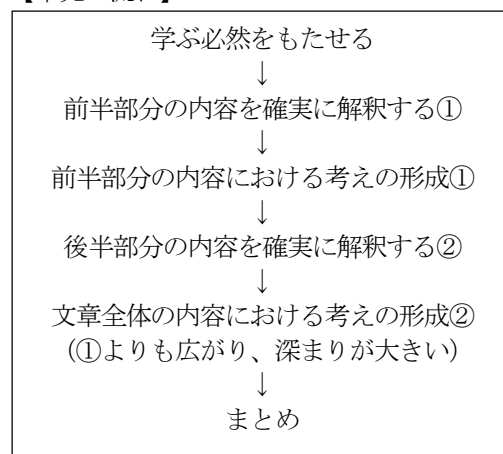 学ぶ必然をもたせる
↓
前半部分の内容を確実に解釈する①
↓
前半部分の内容における考えの形成①
↓
後半部分の内容を確実に解釈する②
↓
文章全体の内容における考えの形成②
(①よりも広がり、深まりが大きい)
↓
まとめ